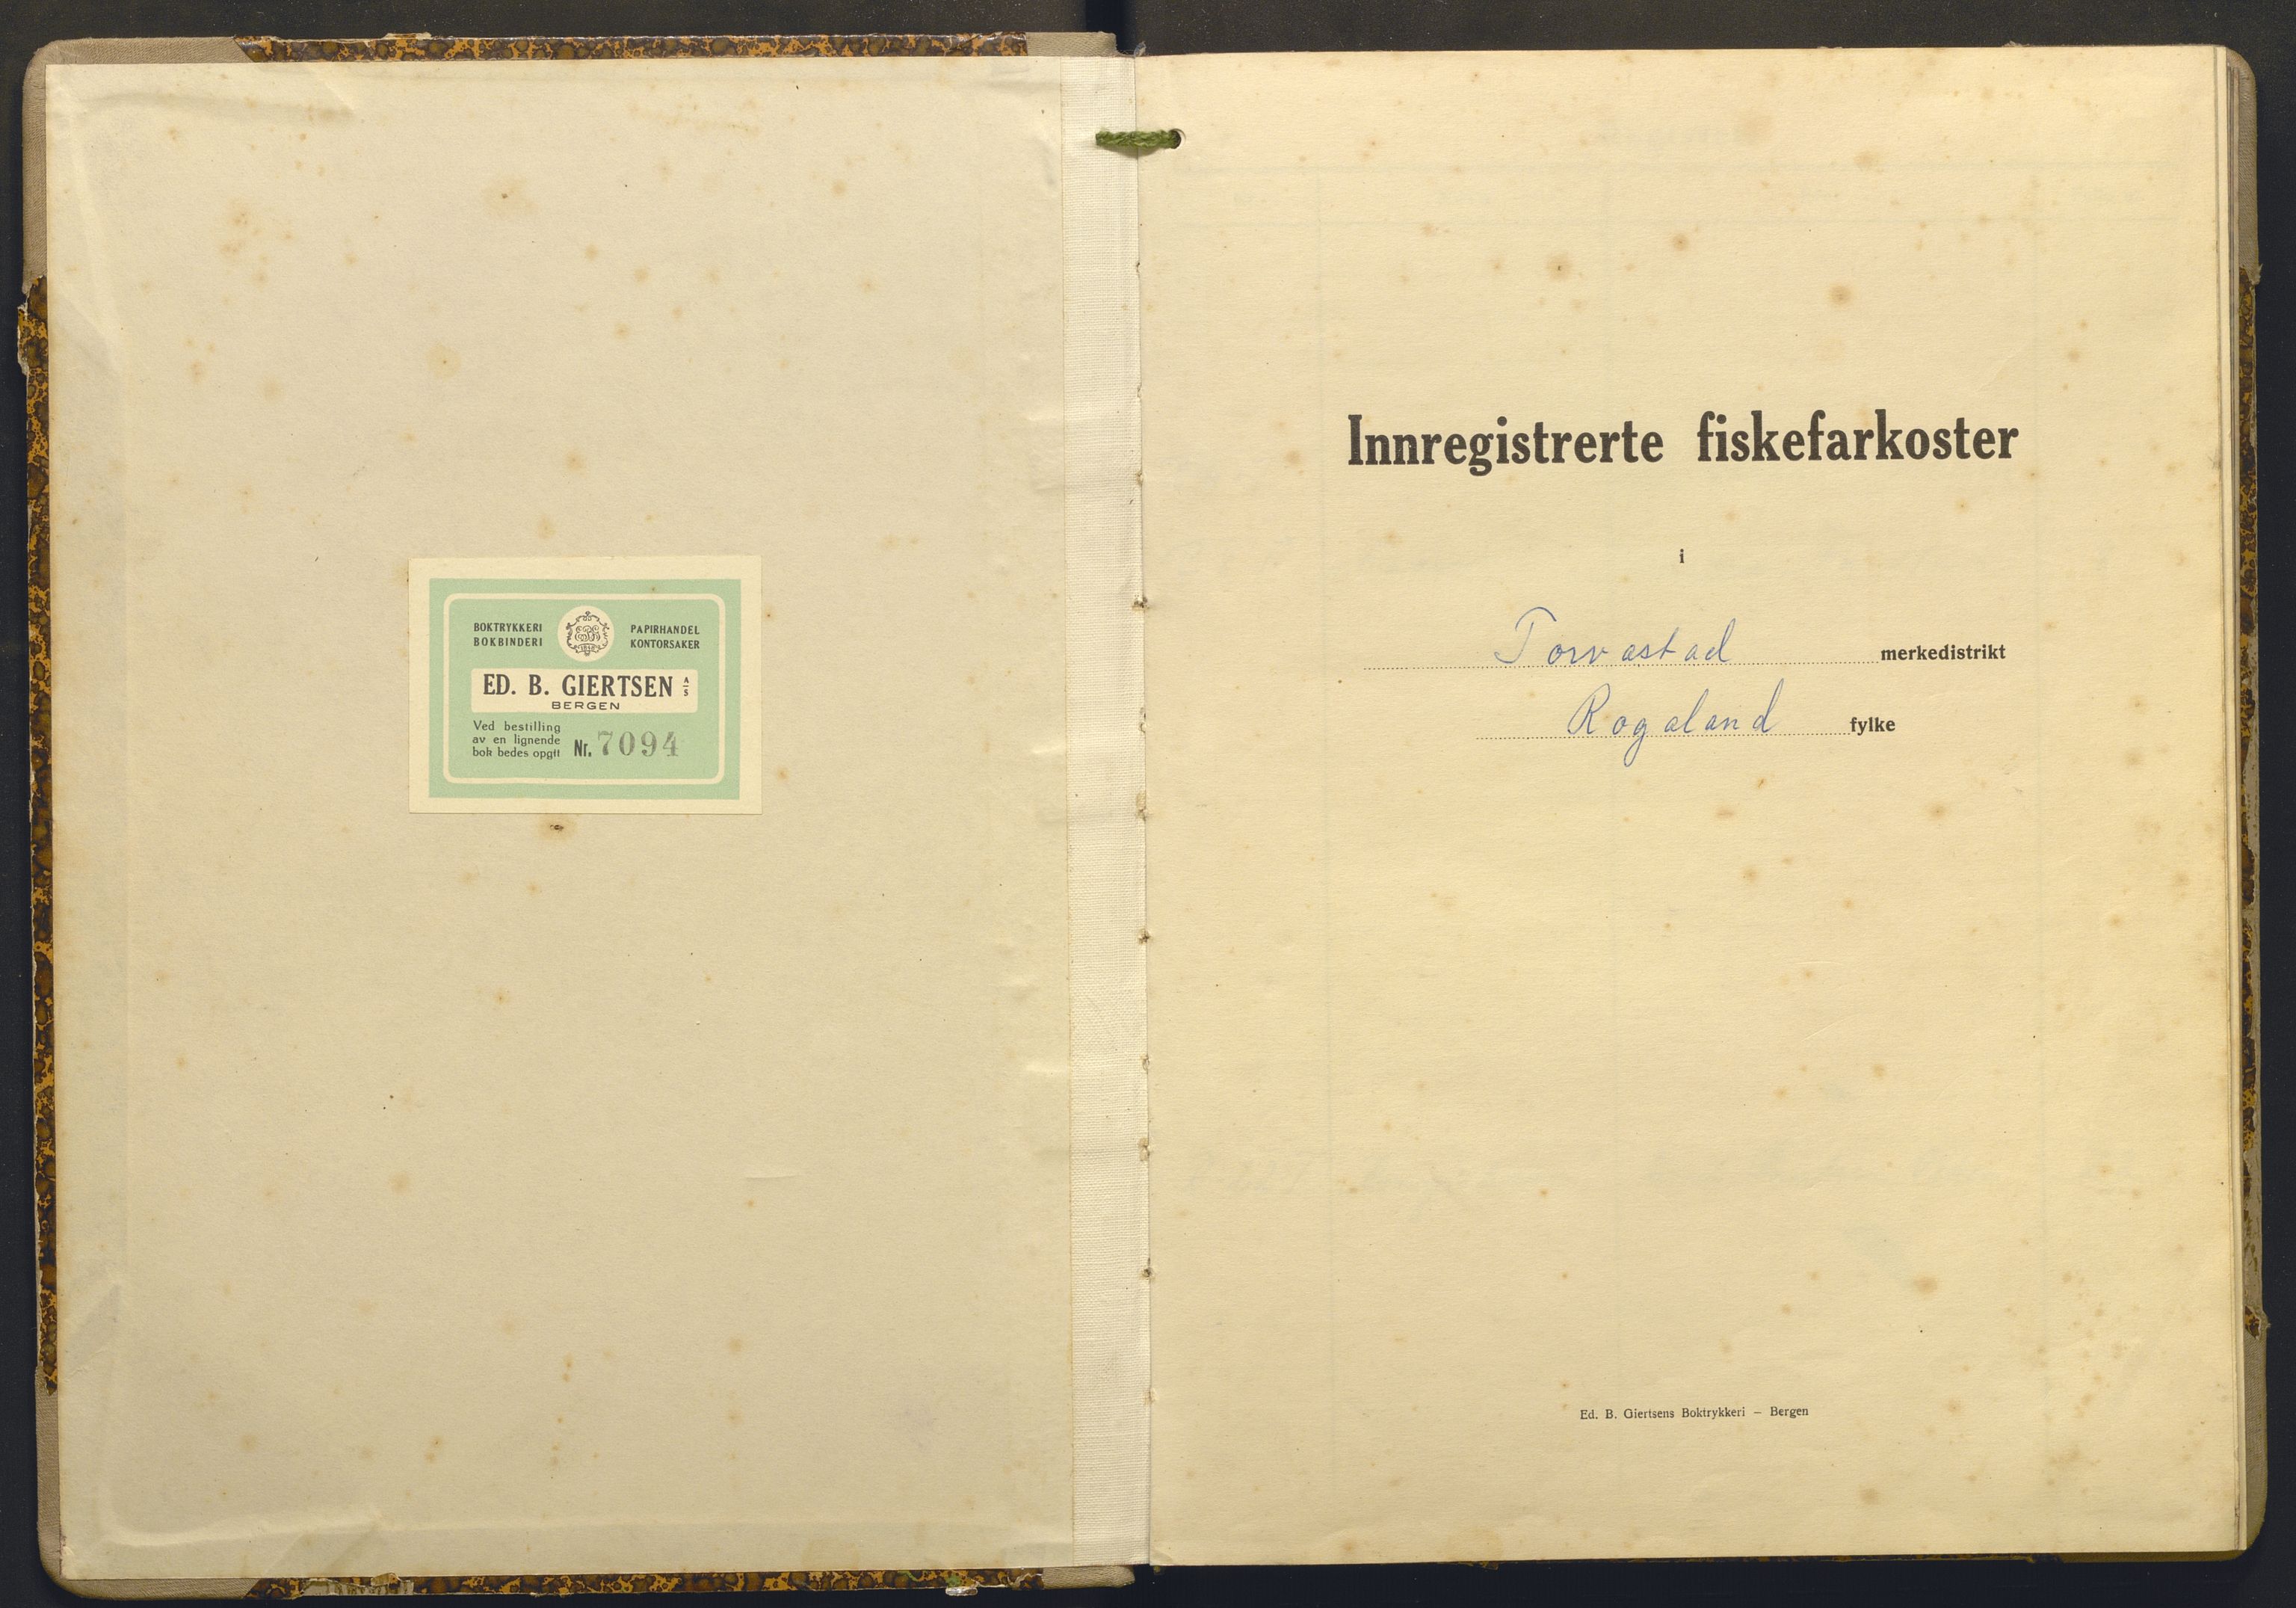 BOKTRYKKERI
BOKBINDERI
PAPIRHANDEL
KONTORSAKER
ED. B. GIERTSEN A/S
BERGEN
Ved bestilling
av en lignende
bok bedes opgitt Nr. 7094
Innregistrerte fiskefarkoster
i
Torvastad merkedistrikt
Rogaland fylke
Ed. B. Giertsens Boktrykkeri – Bergen